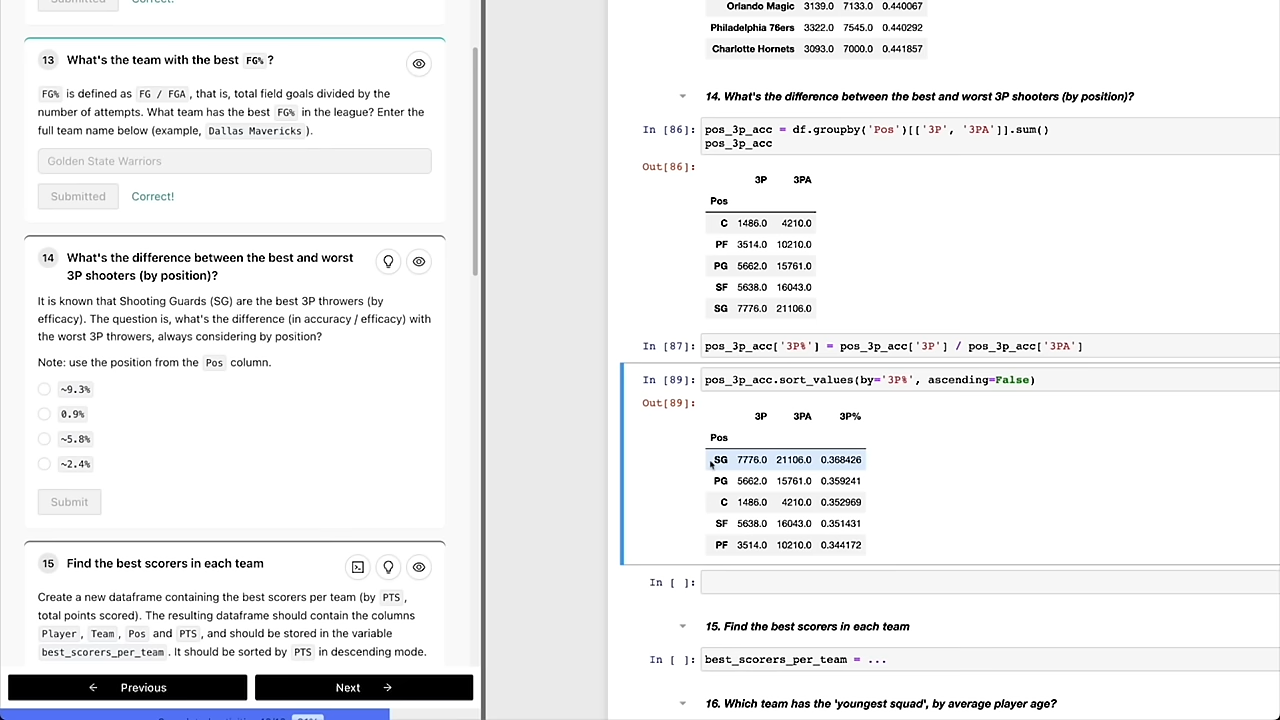 Submitted Correct!
13 What's the team with the best FG% ?
FG% is defined as FG / FGA , that is, total field goals divided by the
number of attempts. What team has the best FG% in the league? Enter the
full team name below (example, Dallas Mavericks ).
Golden State Warriors
Submitted Correct!
14 What's the difference between the best and worst
3P shooters (by position)?
It is known that Shooting Guards (SG) are the best 3P throwers (by
efficacy). The question is, what's the difference (in accuracy / efficacy) with
the worst 3P throwers, always considering by position?
Note: use the position from the Pos column.
~9.3%
0.9%
~5.8%
~2.4%
Submit
15 Find the best scorers in each team
Create a new dataframe containing the best scorers per team (by PTS ,
total points scored). The resulting dataframe should contain the columns
Player , Team , Pos and PTS , and should be stored in the variable
best_scorers_per_team . It should be sorted by PTS in descending mode.
← Previous
Next →
Orlando Magic 3139.0 7133.0 0.440067
Philadelphia 76ers 3322.0 7545.0 0.440292
Charlotte Hornets 3093.0 7000.0 0.441857
14. What's the difference between the best and worst 3P shooters (by position)?
In [86]: pos_3p_acc = df.groupby('Pos')[['3P', '3PA']].sum()
pos_3p_acc
Out[86]:
3P 3PA
Pos
C 1486.0 4210.0
PF 3514.0 10210.0
PG 5662.0 15761.0
SF 5638.0 16043.0
SG 7776.0 21106.0
In [87]: pos_3p_acc['3P%'] = pos_3p_acc['3P'] / pos_3p_acc['3PA']
In [89]: pos_3p_acc.sort_values(by='3P%', ascending=False)
Out[89]:
3P 3PA 3P%
Pos
SG 7776.0 21106.0 0.368426
PG 5662.0 15761.0 0.359241
C 1486.0 4210.0 0.352969
SF 5638.0 16043.0 0.351431
PF 3514.0 10210.0 0.344172
In [ ]:
15. Find the best scorers in each team
In [ ]: best_scorers_per_team = ...
16. Which team has the 'youngest squad', by average player age?